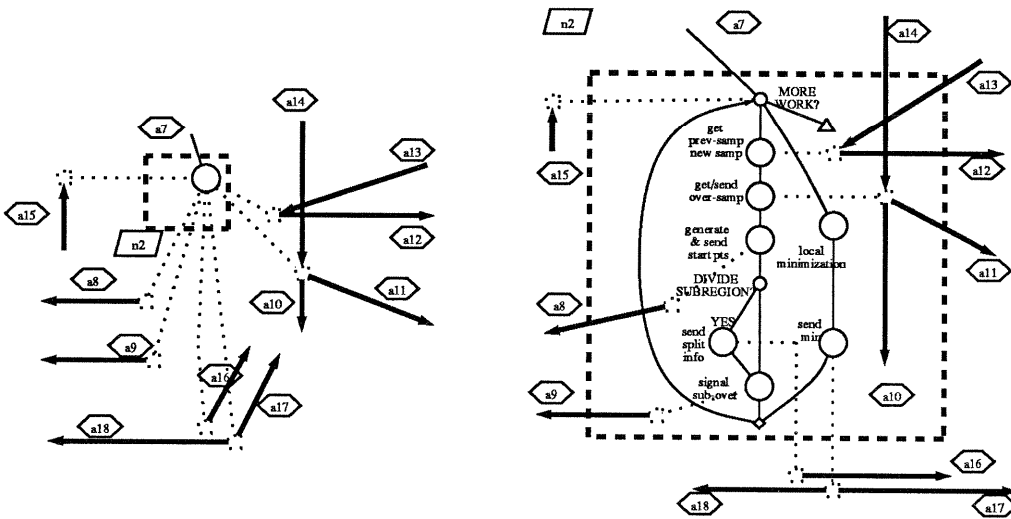 a14
a7
a13
a15
a12
n2
a8
a10
a11
a9
a16
a17
a18
n2
a7
a14
a13
MORE
WORK?
get
prev-samp
new samp
a12
a15
get/send
over-samp
generate
& send
start pts
local
minimization
a11
DIVIDE
SUBREGION?
a8
YES
send
split
info
send
min
signal
sub. over
a10
a9
a16
a18
a17